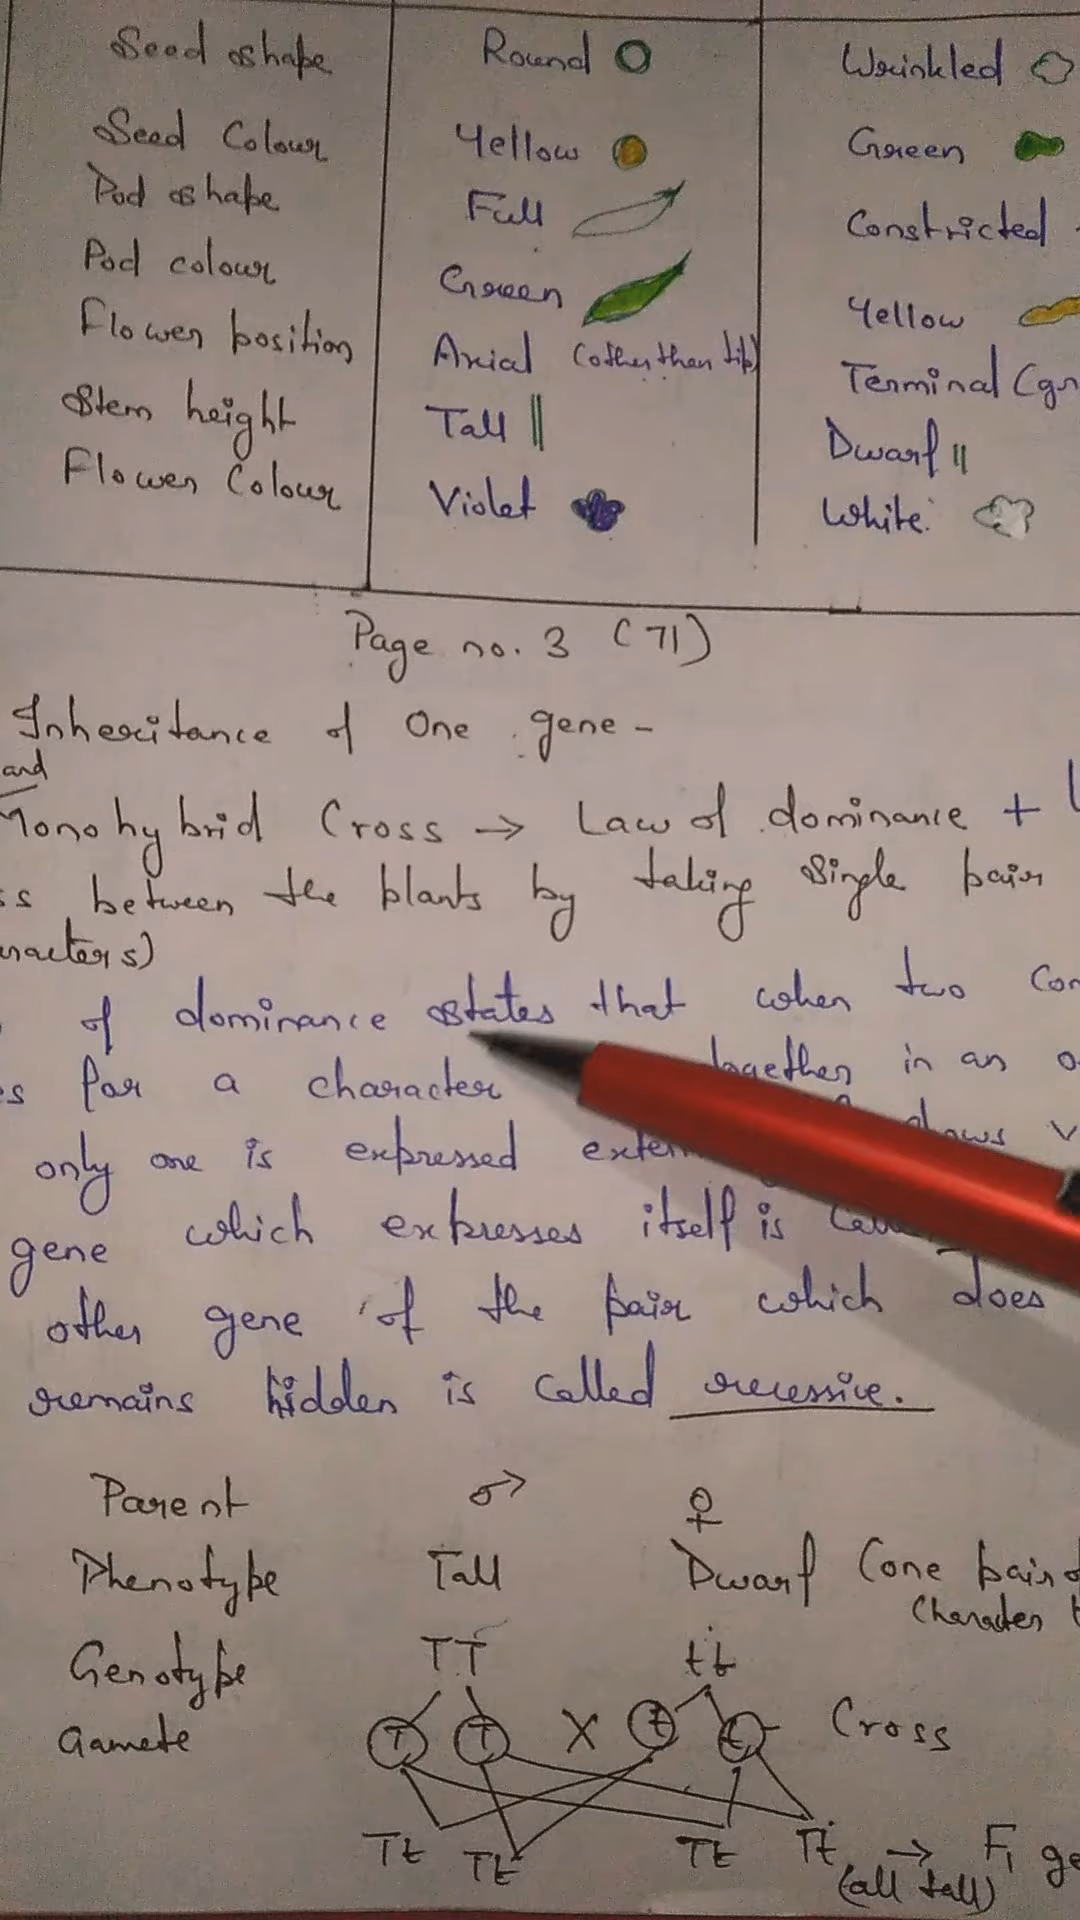 Seed shape Round Wrinkled
Seed Colour Yellow Green
Pod shape Full Constricted
Pod colour Green Yellow
Flower position Axial (other than tip) Terminal
Stem height Tall Dwarf
Flower Colour Violet White
Page no. 3 (71)
Inheritance of One gene -
and
Monohybrid Cross → Law of dominance +
between the plants by taking single pair
of dominance states that when two
for a character together in an
only one is expressed
gene which expresses itself is
other gene of the pair which does
remains hidden is called recessive.
Parent ♂ ♀
Phenotype Tall Dwarf (one pair
Character
Genotype TT tt
Gamete T T X t t Cross
Tt Tt Tt Tt → F1
(all tall)